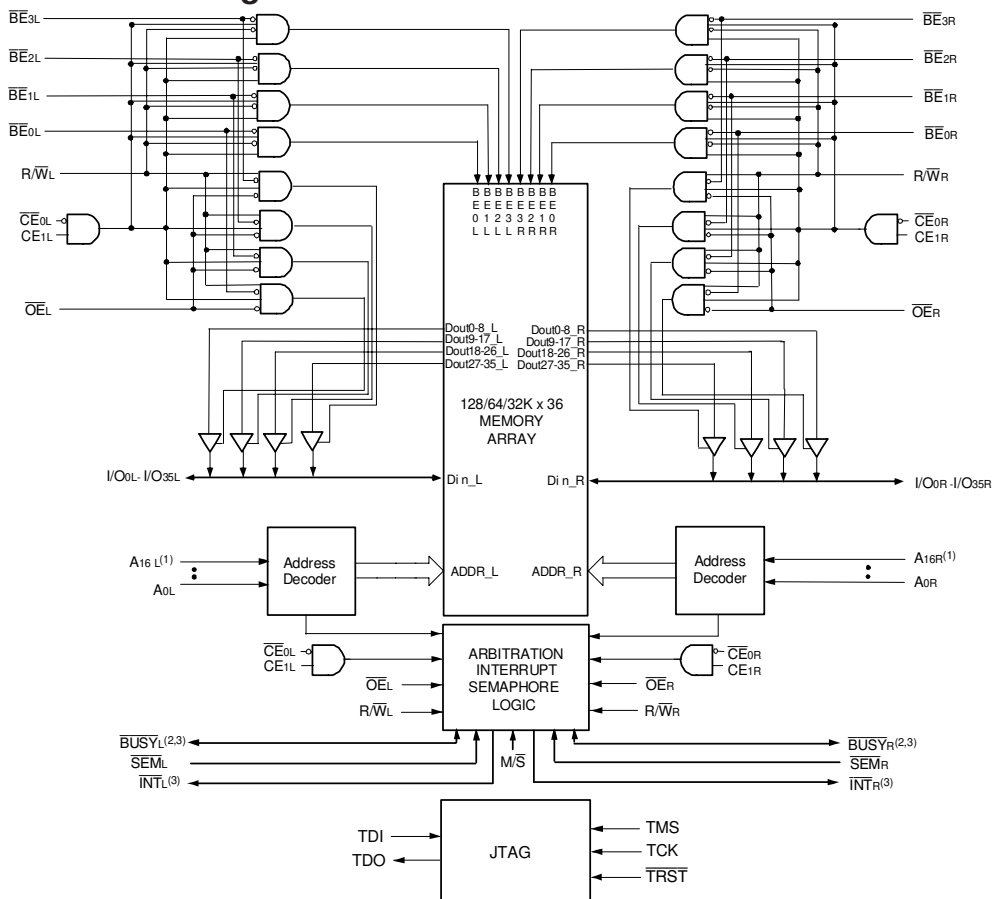 BE3L
BE3R
BE2L
BE2R
BE1L
BE1R
BE0L
BE0R
R/WL
R/WR
B B B B B B B B
E E E E E E E E
0 1 2 3 3 2 1 0
L L L L R R R R
CE0L
CE1L
CE0R
CE1R
OEL
OER
Dout0-8_L
Dout0-8_R
Dout9-17_L
Dout9-17_R
Dout18-26_L
Dout18-26_R
Dout27-35_L
Dout27-35_R
128/64/32K x 36
MEMORY
ARRAY
I/O0L- I/O35L
Din_L
Din_R
I/O0R -I/O35R
A16 L(1)
A0L
Address
Decoder
ADDR_L
ADDR_R
Address
Decoder
A16R(1)
A0R
CE0L
CE1L
ARBITRATION
INTERRUPT
SEMAPHORE
LOGIC
CE0R
CE1R
OEL
OER
R/WL
R/WR
BUSYL(2,3)
M/S
BUSYR(2,3)
SEML
SEMR
INTL(3)
INTR(3)
TDI
TDO
JTAG
TMS
TCK
TRST